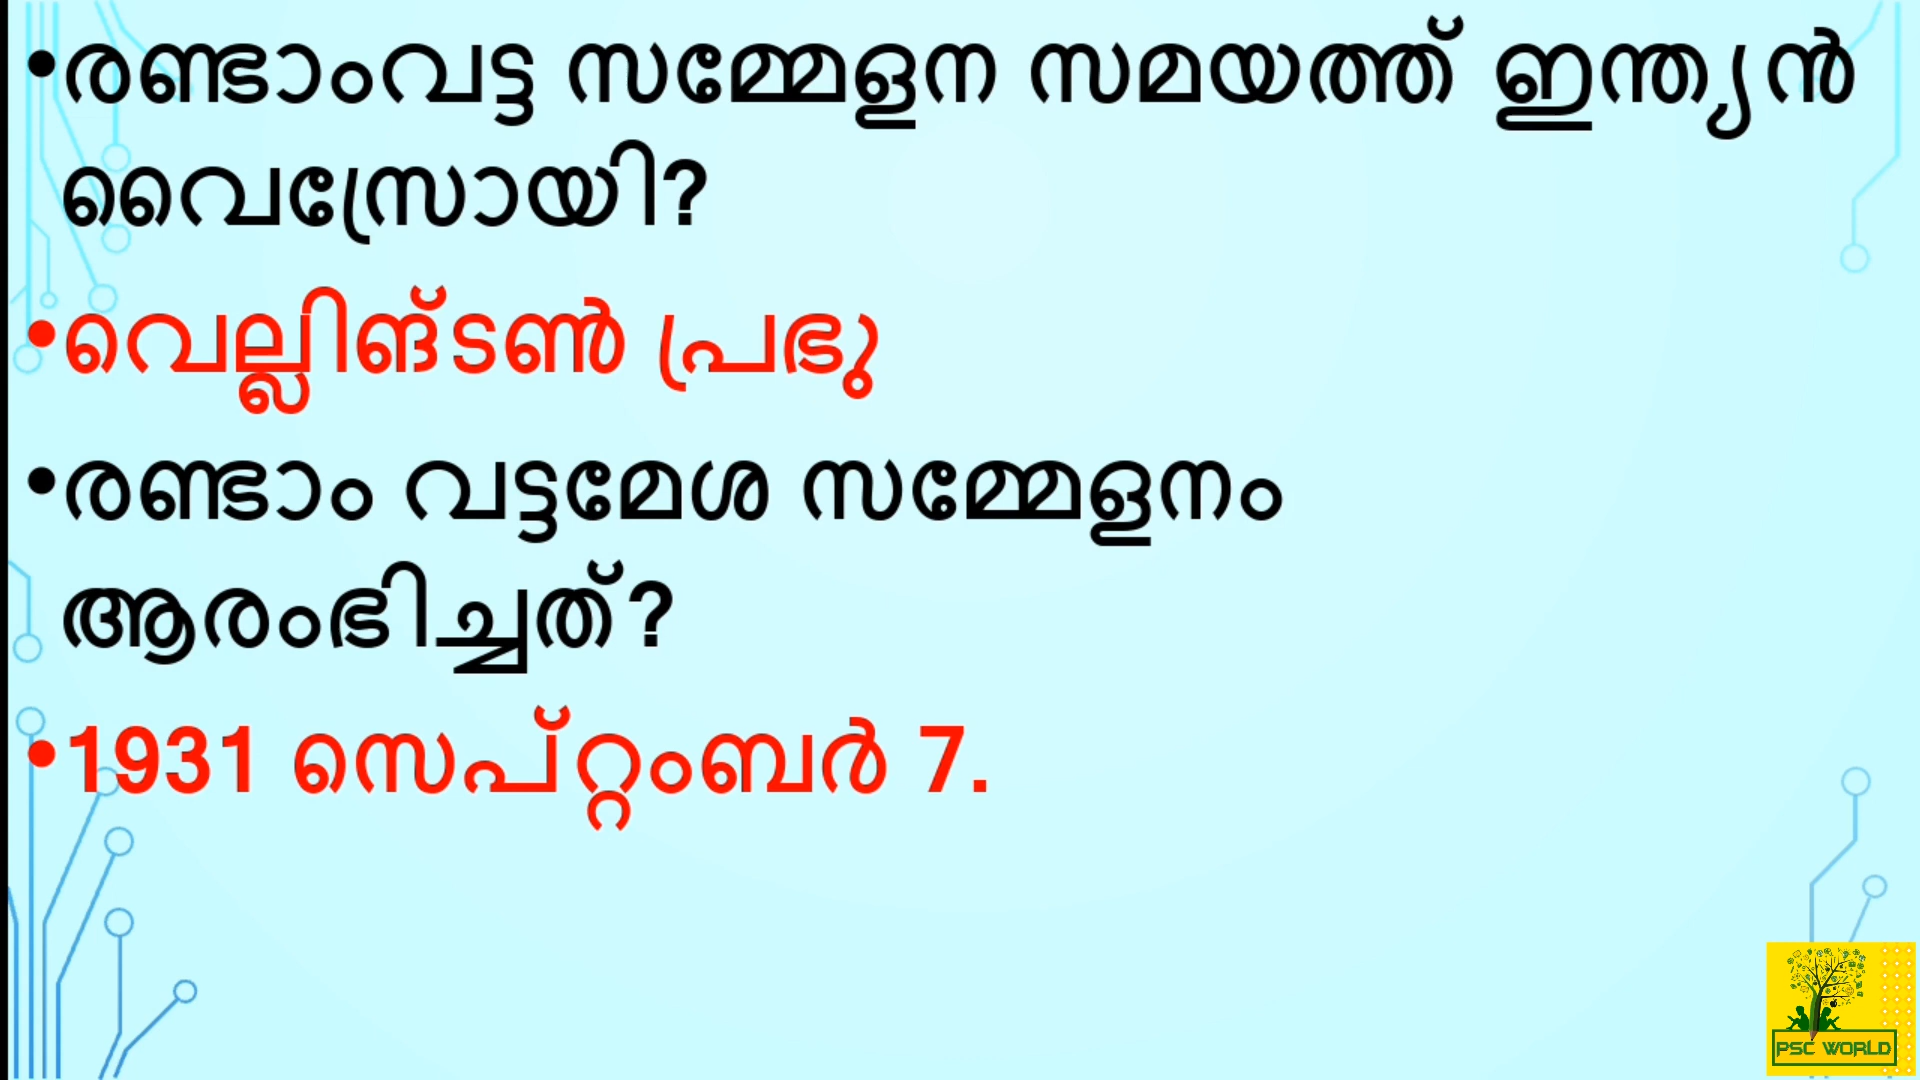 •രണ്ടാംവട്ട സമ്മേളന സമയത്ത് ഇന്ത്യൻ
വൈസ്രോയി?
•വെല്ലിങ്ടൺ പ്രഭു
•രണ്ടാം വട്ടമേശ സമ്മേളനം
ആരംഭിച്ചത്?
•1931 സെപ്റ്റംബർ 7.
PSC WORLD